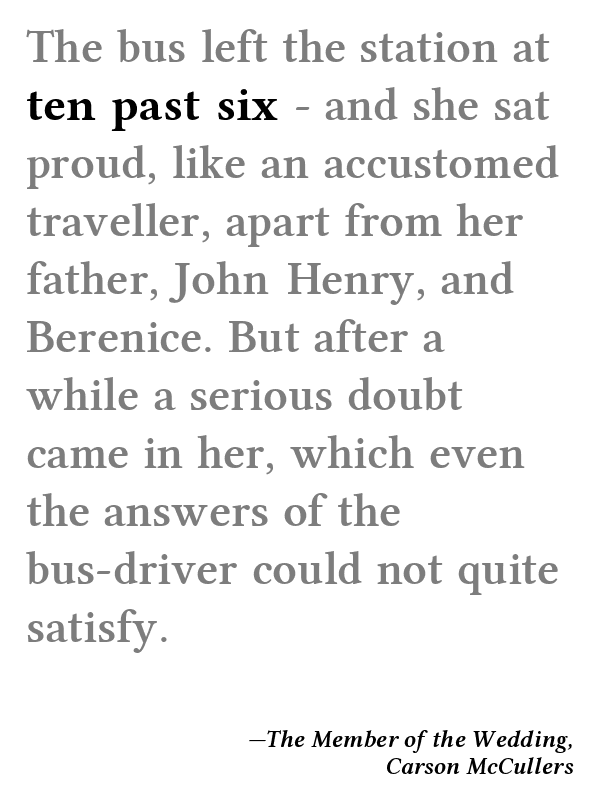 The bus left the station at
ten past six - and she sat
proud, like an accustomed
traveller, apart from her
father, John Henry, and
Berenice. But after a
while a serious doubt
came in her, which even
the answers of the
bus-driver could not quite
satisfy.
—The Member of the Wedding,
Carson McCullers